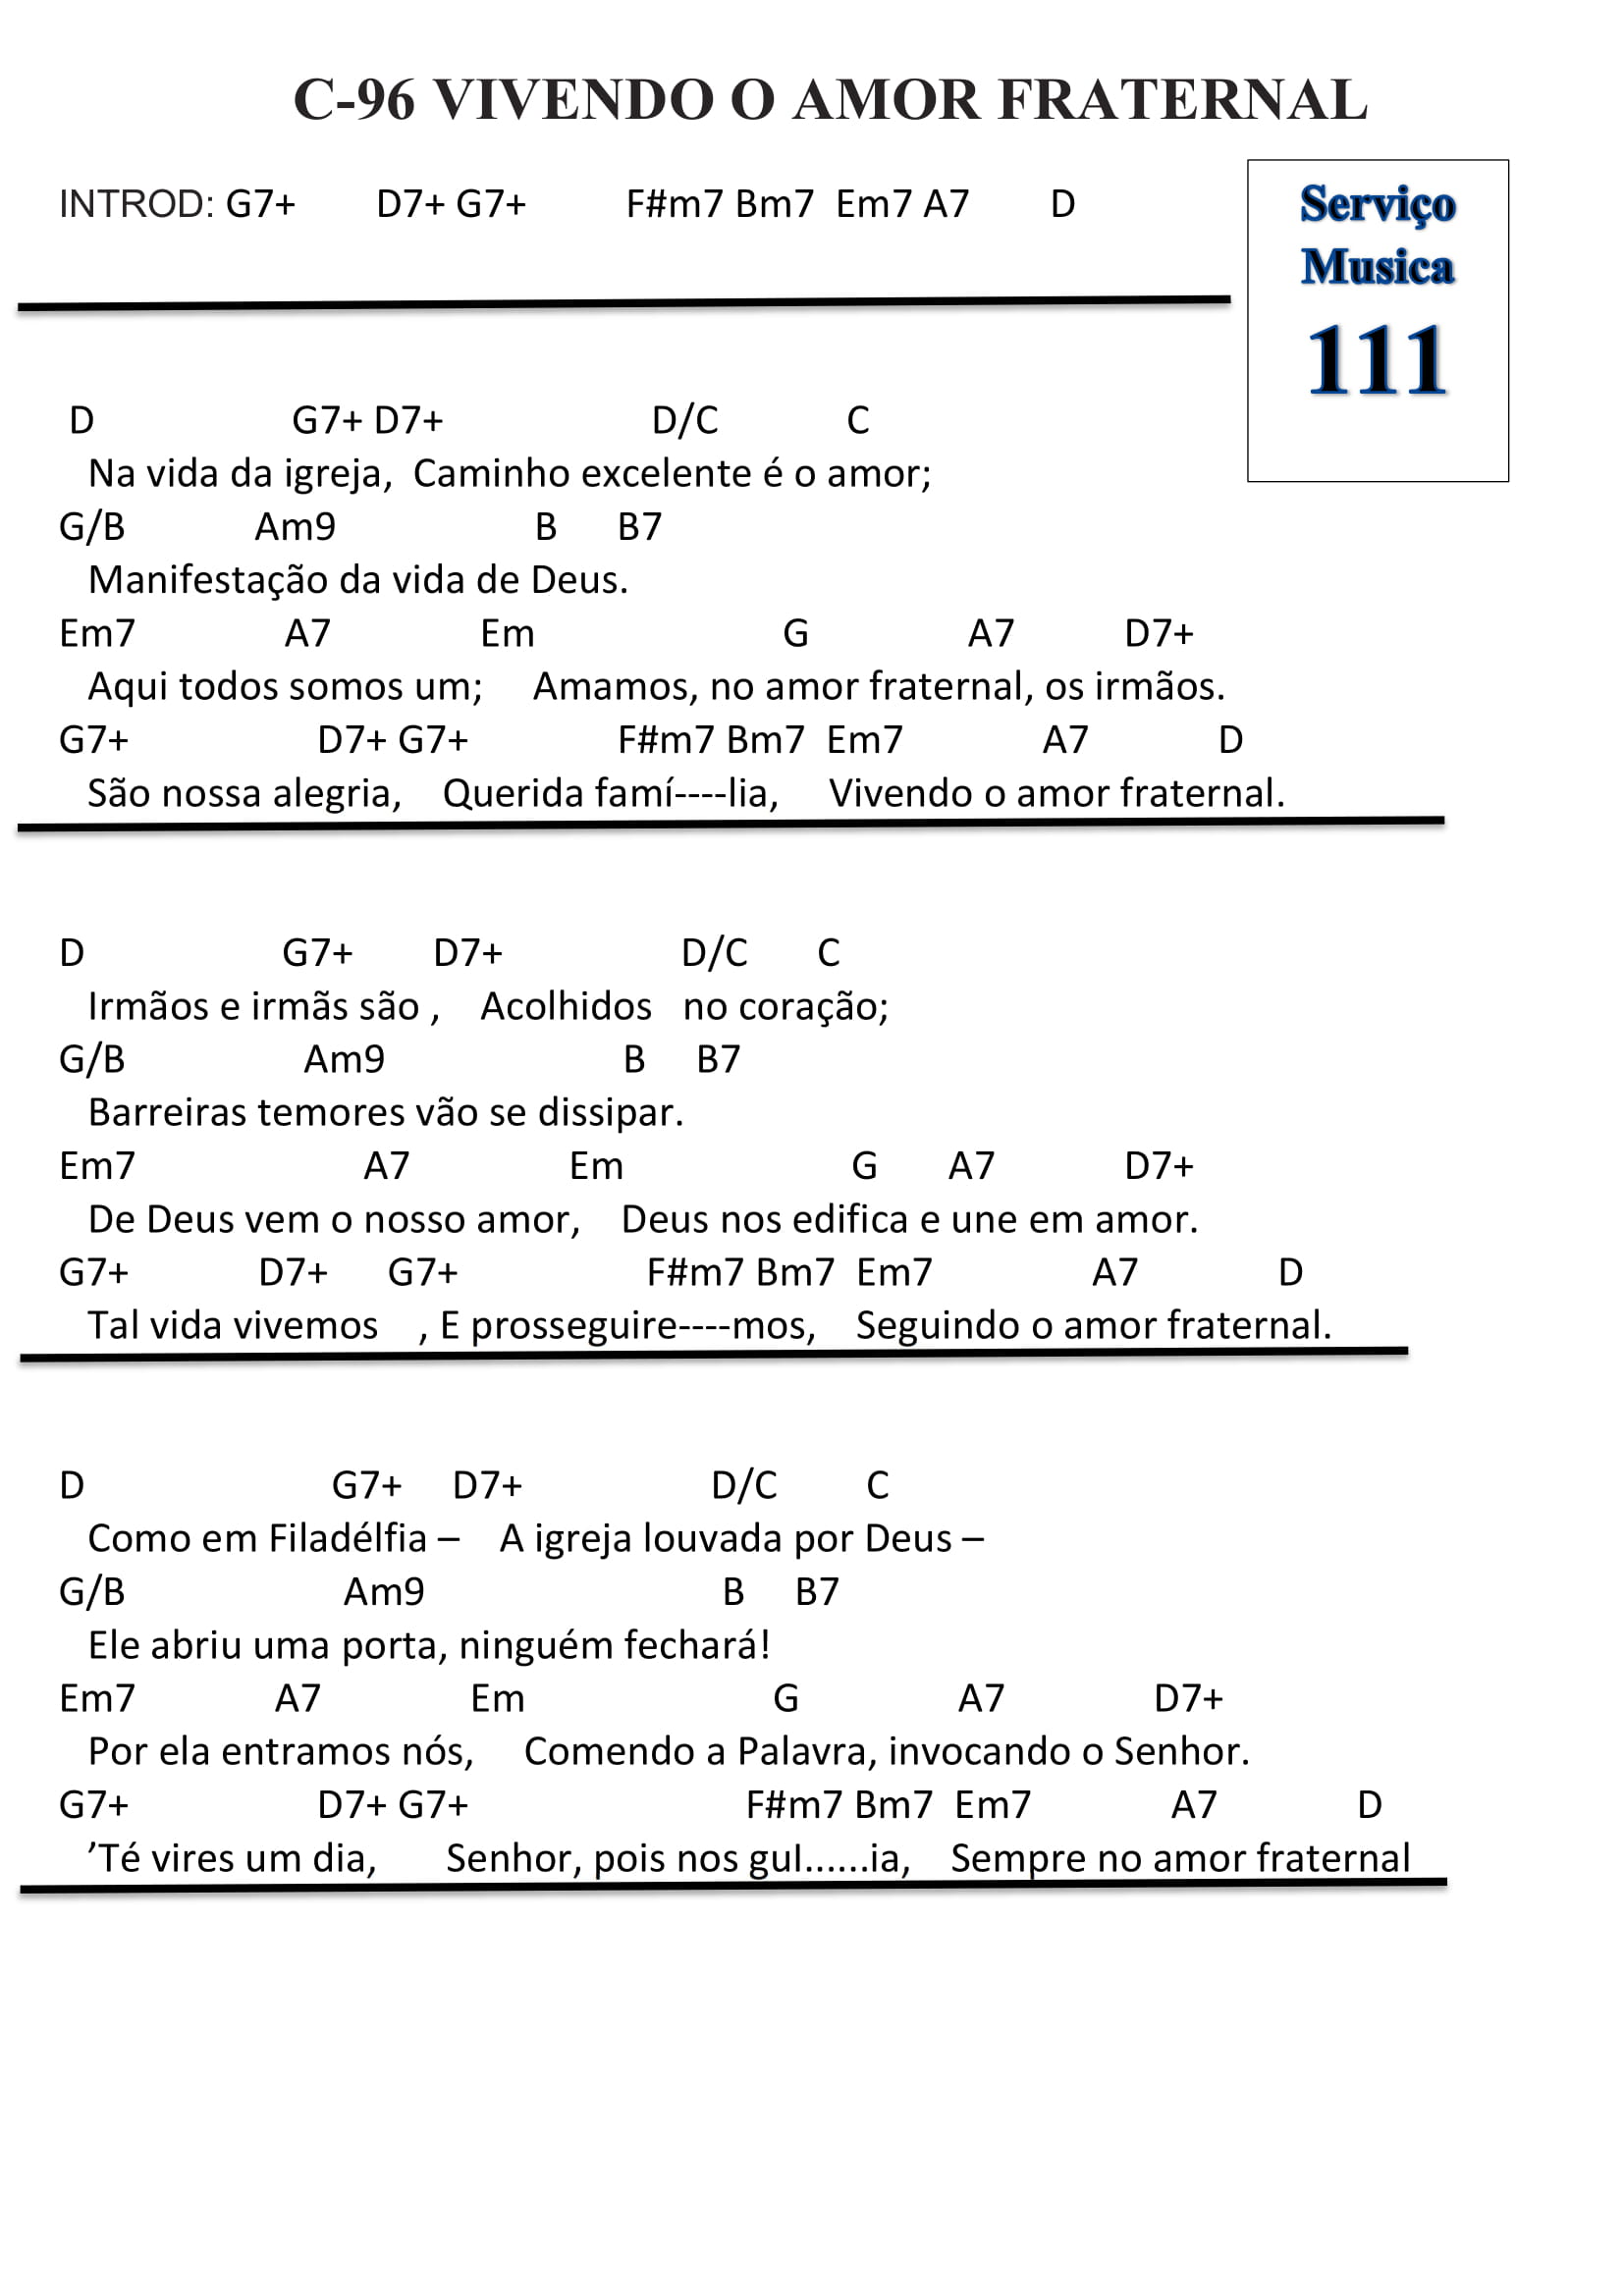 C-96 VIVENDO O AMOR FRATERNAL
INTROD: G7+ D7+ G7+ F#m7 Bm7 Em7 A7 D
Serviço
Musica
111
D G7+ D7+ D/C C
Na vida da igreja, Caminho excelente é o amor;
G/B Am9 B B7
Manifestação da vida de Deus.
Em7 A7 Em G A7 D7+
Aqui todos somos um; Amamos, no amor fraternal, os irmãos.
G7+ D7+ G7+ F#m7 Bm7 Em7 A7 D
São nossa alegria, Querida famí----lia, Vivendo o amor fraternal.
D G7+ D7+ D/C C
Irmãos e irmãs são , Acolhidos no coração;
G/B Am9 B B7
Barreiras temores vão se dissipar.
Em7 A7 Em G A7 D7+
De Deus vem o nosso amor, Deus nos edifica e une em amor.
G7+ D7+ G7+ F#m7 Bm7 Em7 A7 D
Tal vida vivemos , E prosseguire----mos, Seguindo o amor fraternal.
D G7+ D7+ D/C C
Como em Filadélfia – A igreja louvada por Deus –
G/B Am9 B B7
Ele abriu uma porta, ninguém fechará!
Em7 A7 Em G A7 D7+
Por ela entramos nós, Comendo a Palavra, invocando o Senhor.
G7+ D7+ G7+ F#m7 Bm7 Em7 A7 D
’Té vires um dia, Senhor, pois nos gul......ia, Sempre no amor fraternal